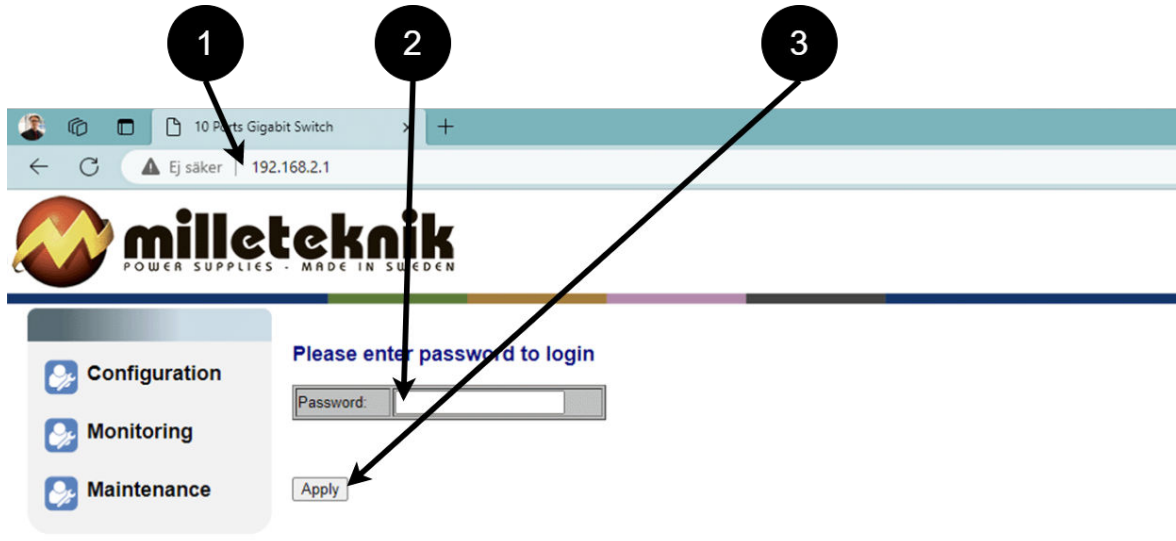 1 2 3
10 Ports Gigabit Switch
Ej säker 192.168.2.1
milleteknik
POWER SUPPLIES - MADE IN SWEDEN
Please enter password to login
Configuration
Password:
Monitoring
Maintenance
Apply